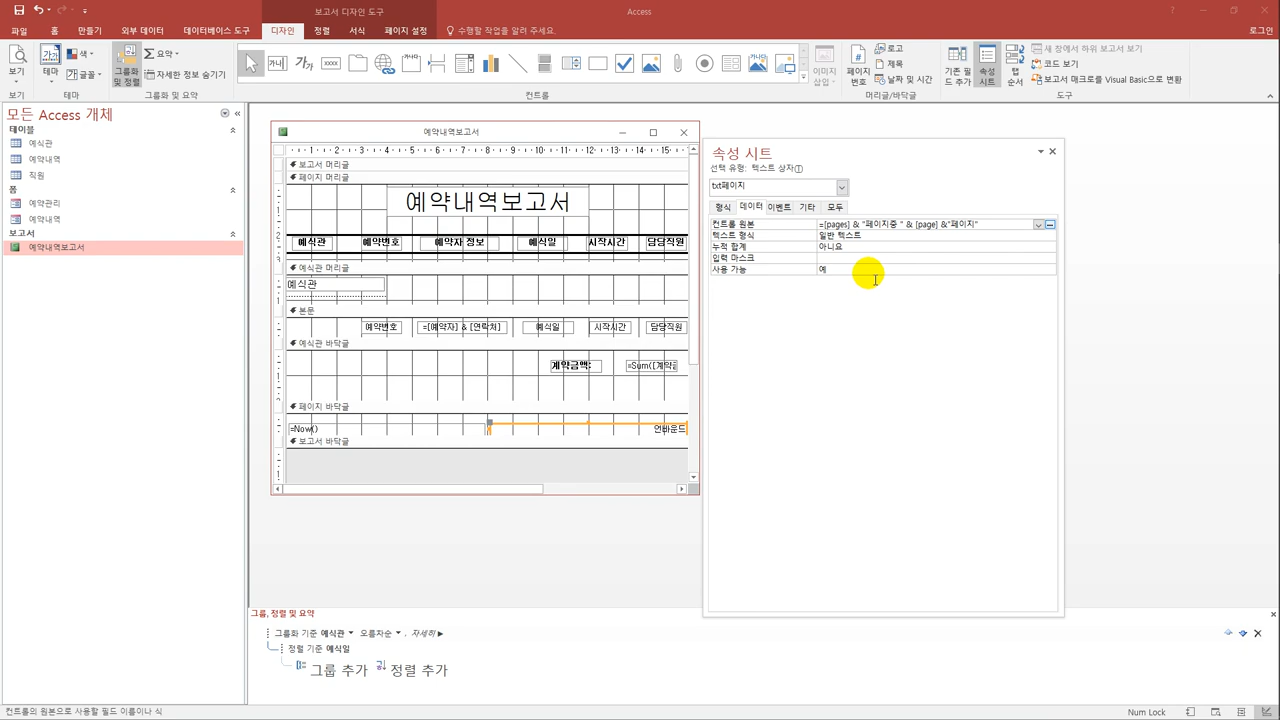 보고서 디자인 도구
Access
로그인
파일 홈 만들기 외부 데이터 데이터베이스 도구 디자인 정렬 서식 페이지 설정 수행할 작업을 알려 주세요.
보기
테마
색
글꼴
그룹화 및 정렬
요약
자세한 정보 숨기기
이미지 삽입
페이지 번호
로고
제목
날짜 및 시간
기존 필드 추가
속성 시트
탭 순서
새 창에서 하위 보고서 보기
코드 보기
보고서 매크로를 Visual Basic으로 변환
보기 테마 그룹화 및 요약 컨트롤 머리글/바닥글 도구
모든 Access 개체
테이블
예식관
예약내역
직원
폼
예약관리
예약내역
보고서
예약내역보고서
예약내역보고서
보고서 머리글
페이지 머리글
예약내역보고서
예식관 예약번호 예약자 정보 예식일 시작시간 담당직원
예식관 머리글
예식관
본문
예약번호 =[예약자] & [연락처] 예식일 시작시간 담당직원
예식관 바닥글
계약금액: =Sum([계약금
페이지 바닥글
=Now() 언바운드
보고서 바닥글
속성 시트
선택 유형: 텍스트 상자(T)
txt페이지
형식 데이터 이벤트 기타 모두
컨트롤 원본 =[pages] & "페이지중 " & [page] &"페이지"
텍스트 형식 일반 텍스트
누적 합계 아니요
입력 마스크
사용 가능 예
그룹, 정렬 및 요약
그룹화 기준 예식관 오름차순 , 자세히
정렬 기준 예식일
그룹 추가 정렬 추가
컨트롤의 원본으로 사용할 필드 이름이나 식
Num Lock